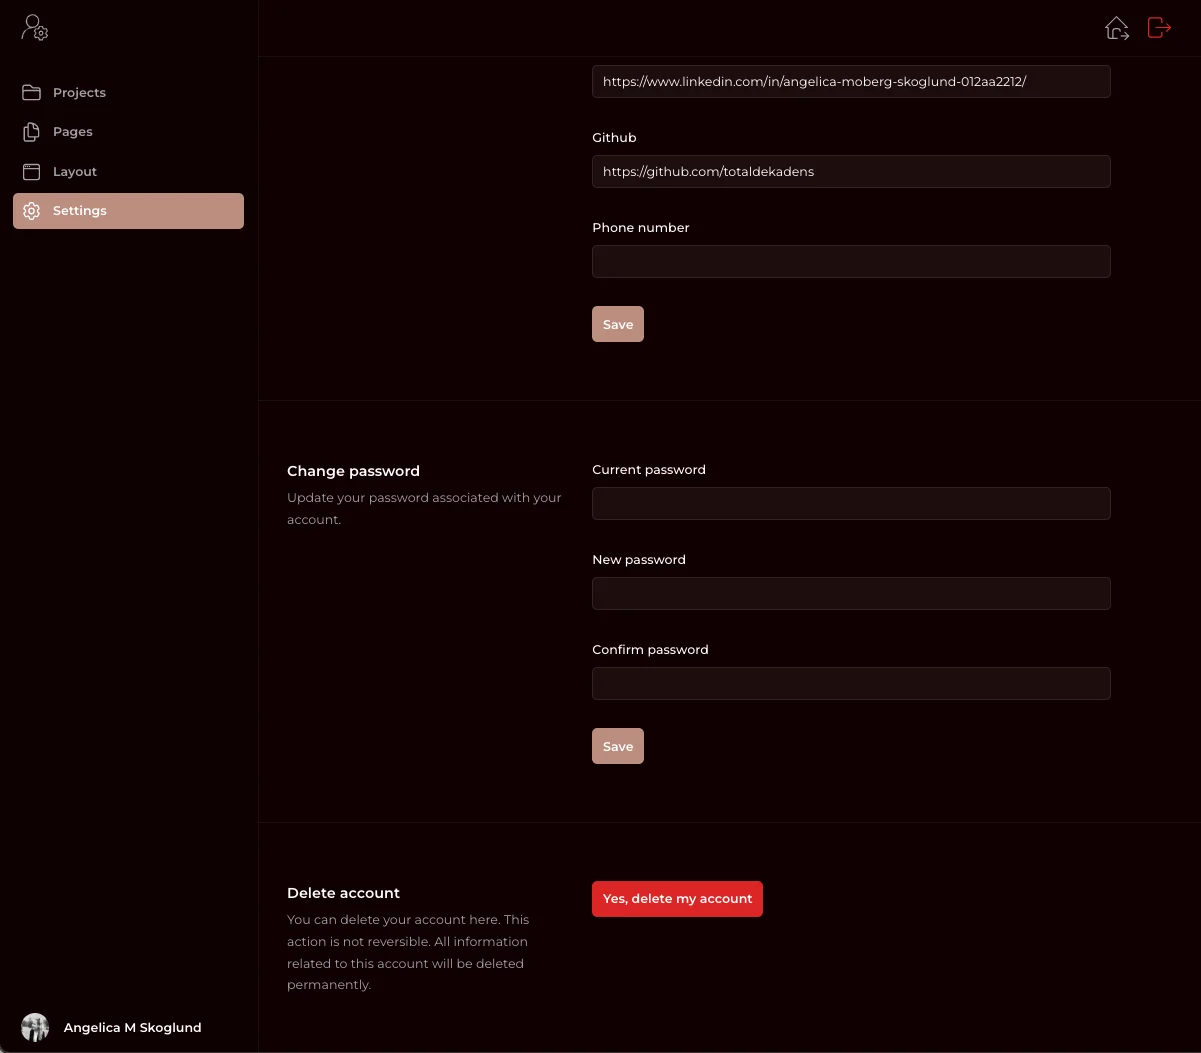 Projects
Pages
Layout
Settings
https://www.linkedin.com/in/angelica-moberg-skoglund-012aa2212/
Github
https://github.com/totaldekadens
Phone number
Save
Change password
Update your password associated with your
account.
Current password
New password
Confirm password
Save
Delete account
You can delete your account here. This
action is not reversible. All information
related to this account will be deleted
permanently.
Yes, delete my account
Angelica M Skoglund